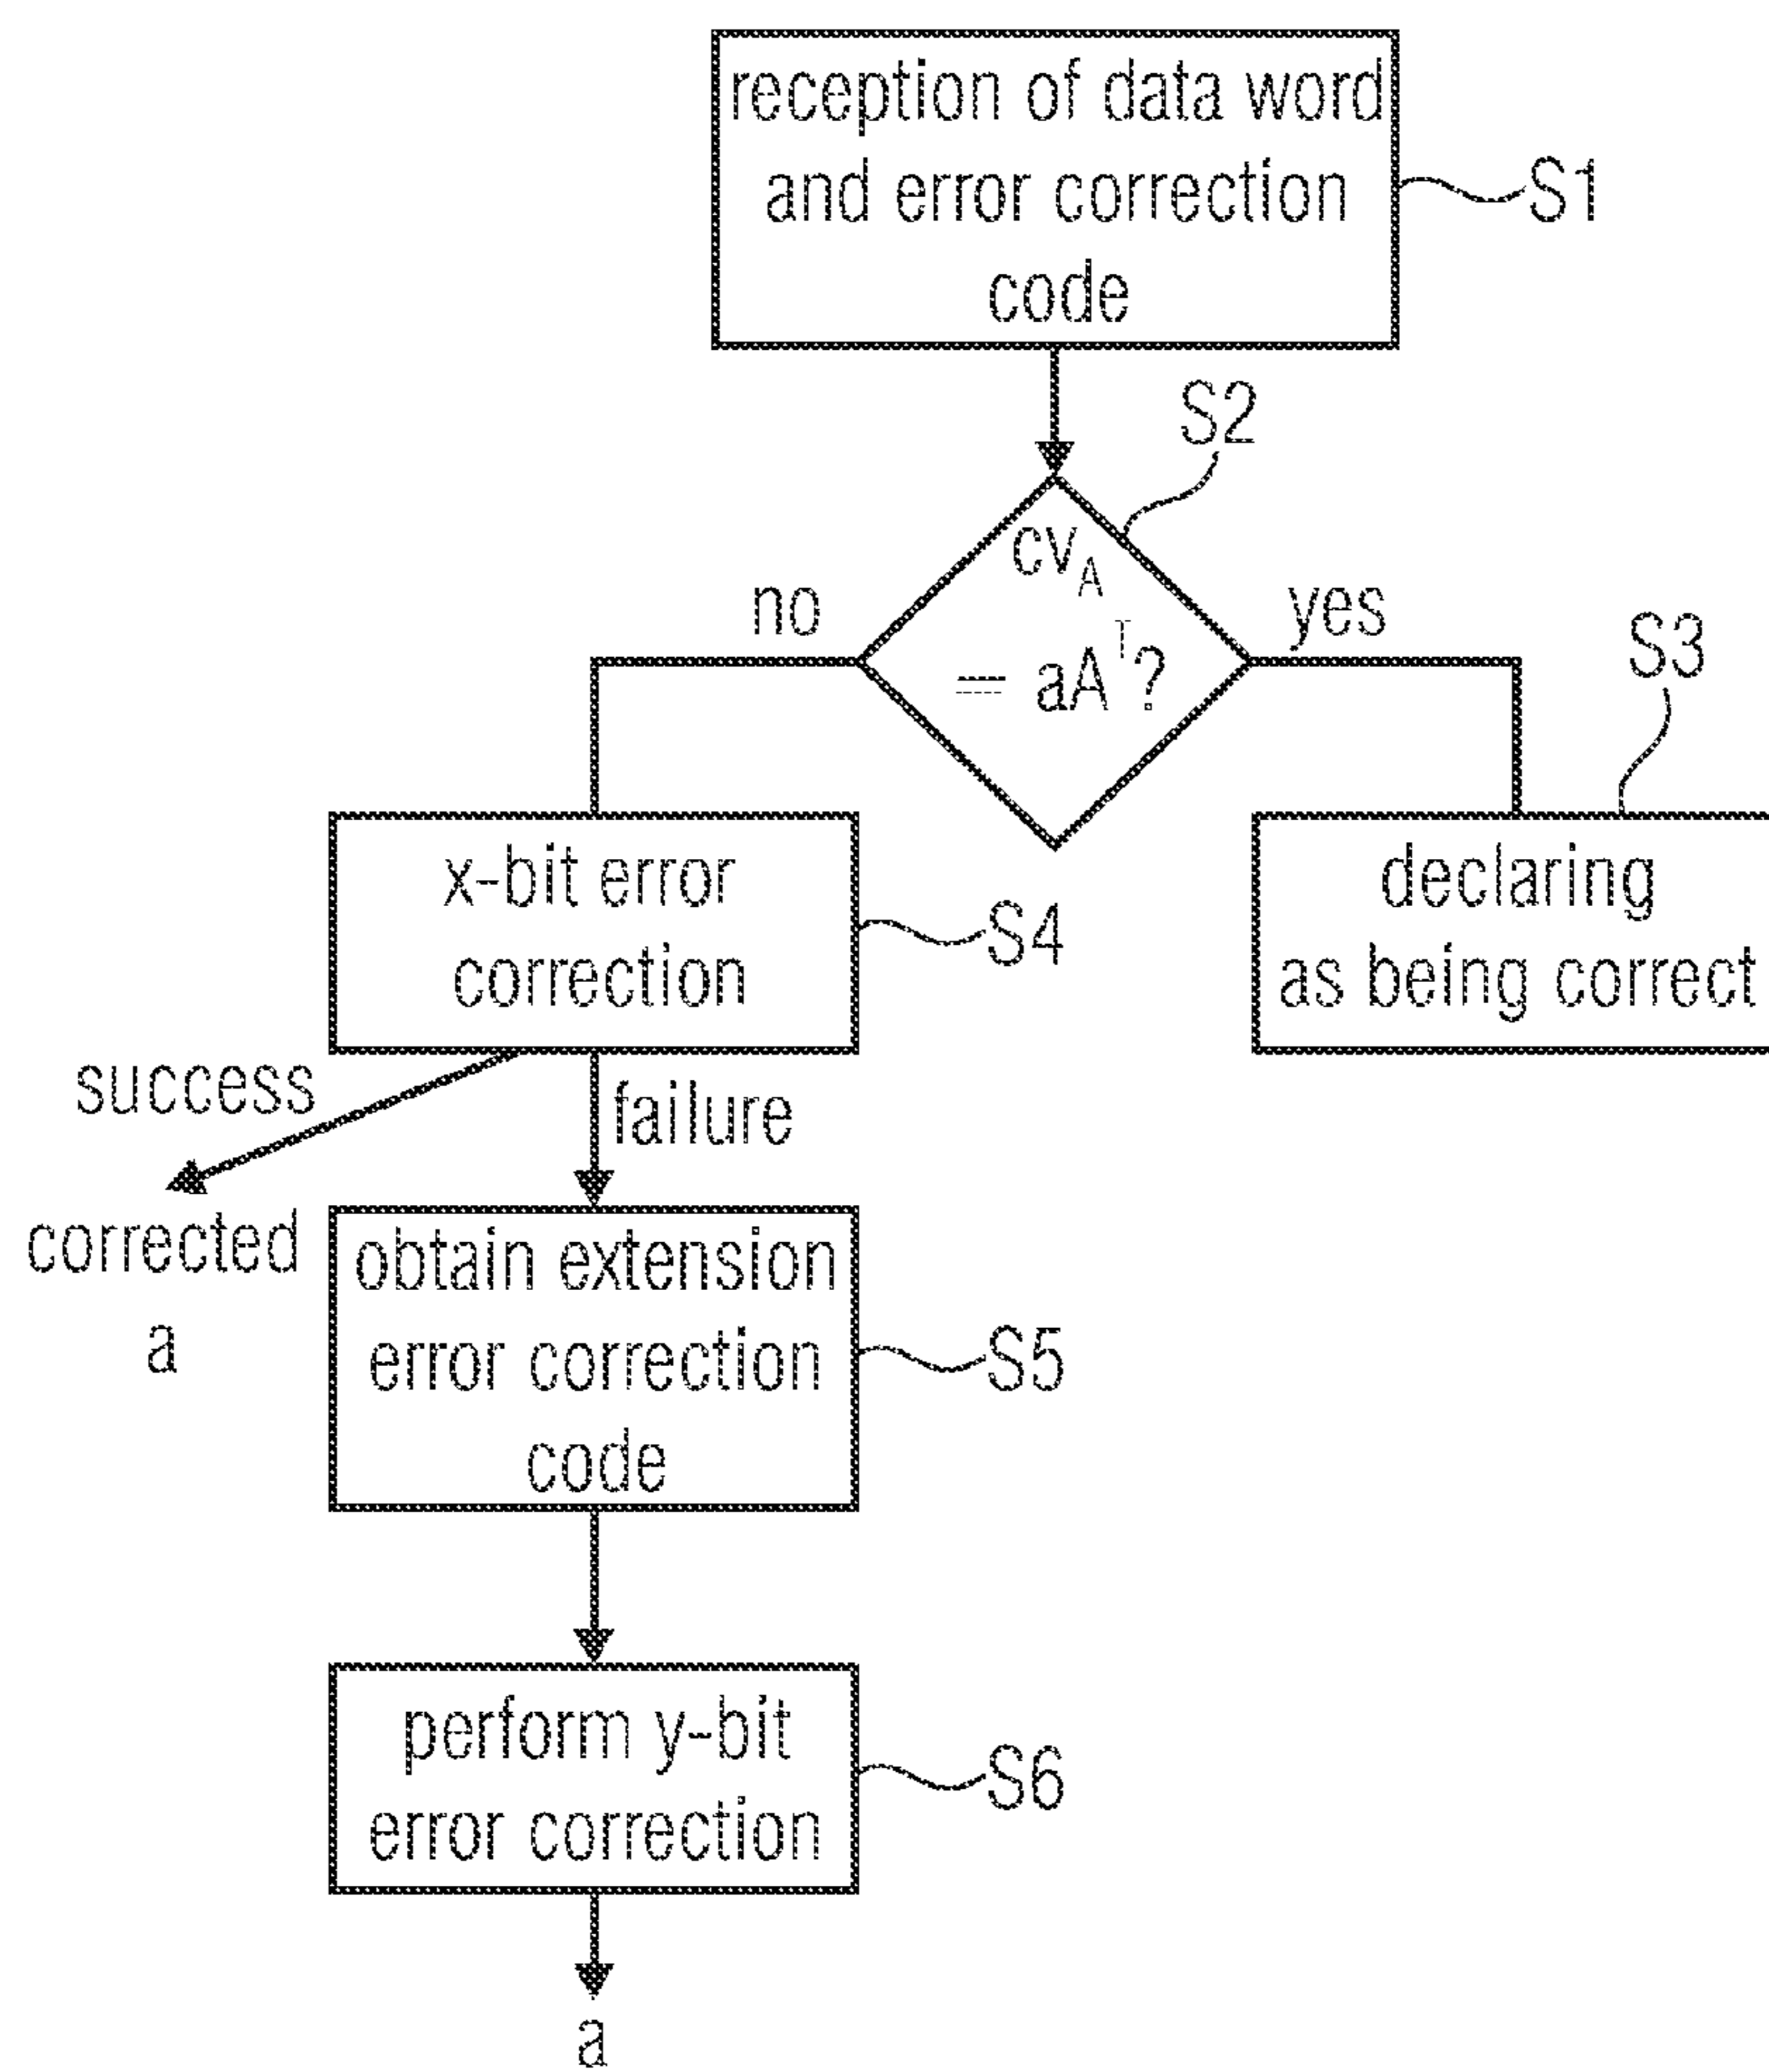 reception of data word
and error correction
code
S1
S2
cv_A
= aA^T?
no
yes
S3
x-bit error
correction
S4
declaring
as being correct
success
failure
corrected
a
obtain extension
error correction
code
S5
perform y-bit
error correction
S6
a